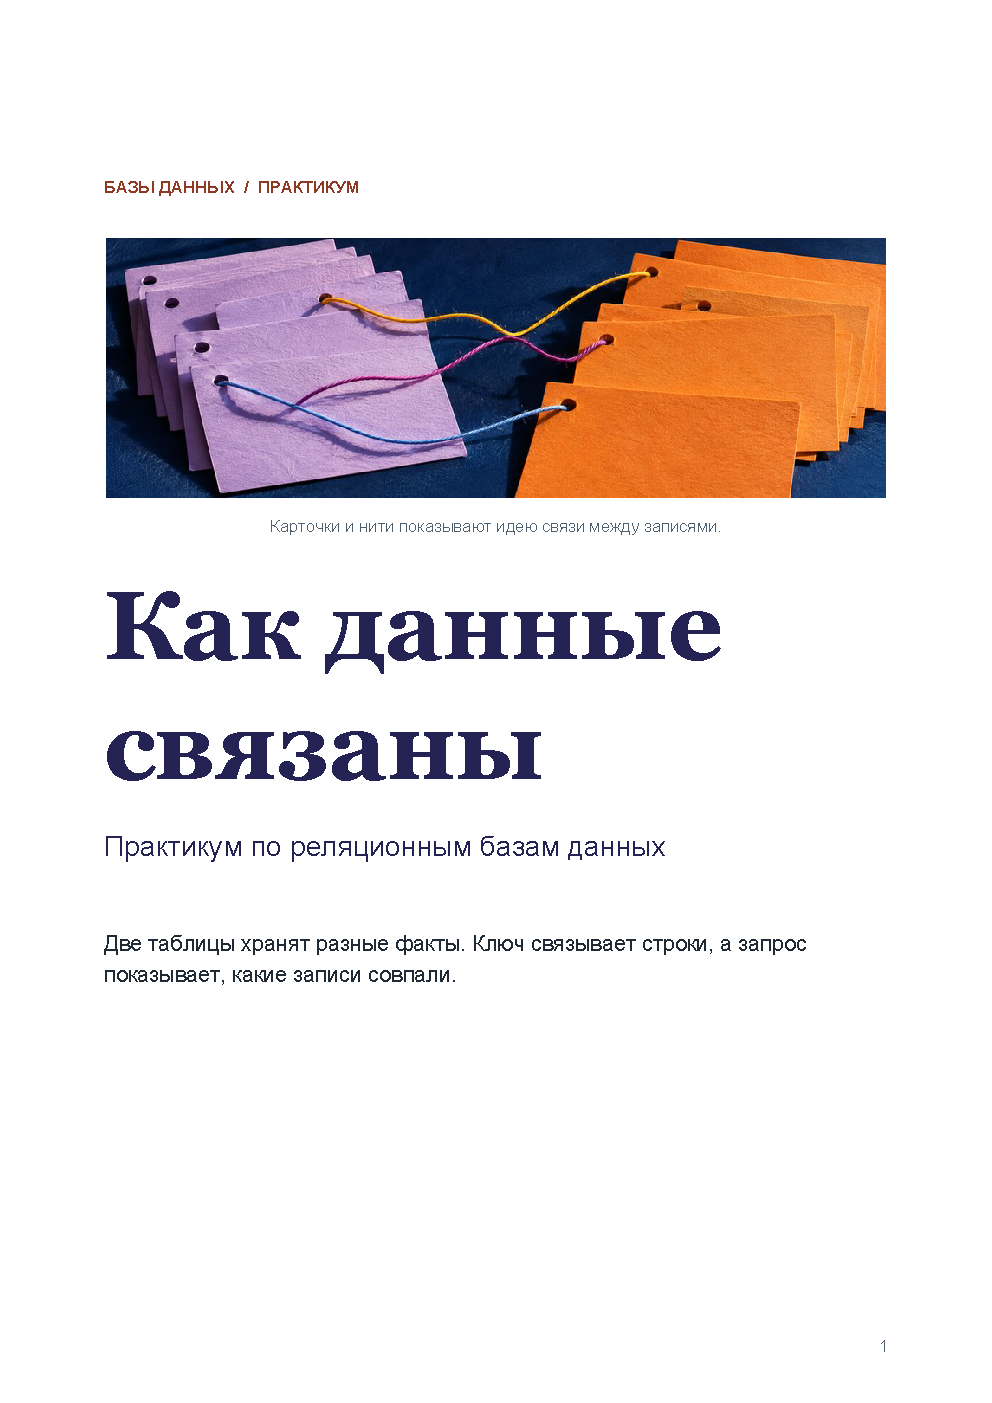 БАЗЫ ДАННЫХ / ПРАКТИКУМ
Карточки и нити показывают идею связи между записями.
Как данные
связаны
Практикум по реляционным базам данных
Две таблицы хранят разные факты. Ключ связывает строки, а запрос
показывает, какие записи совпали.
1